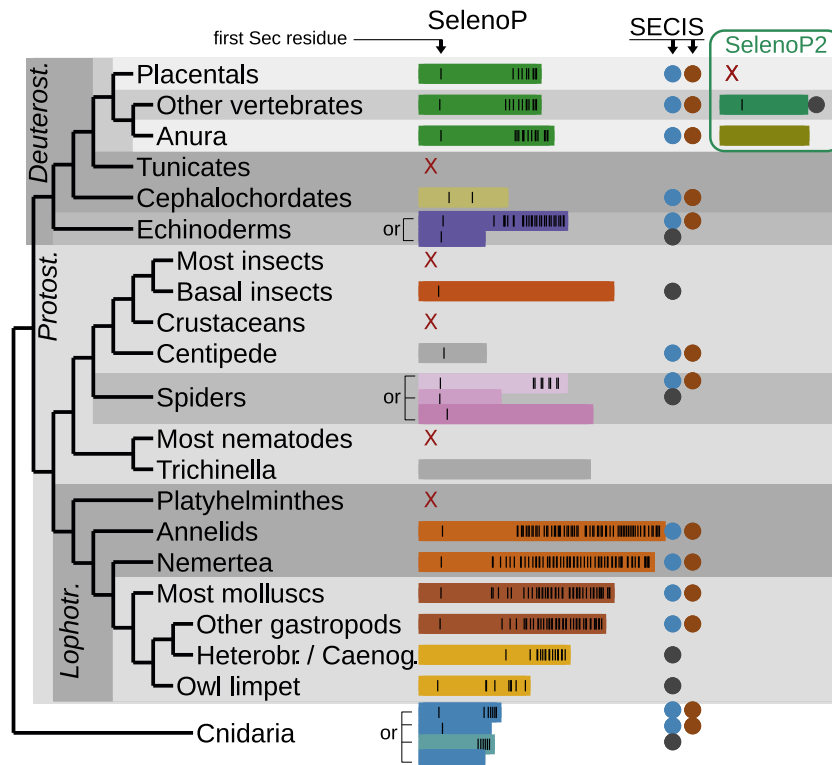 SelenoP
first Sec residue
SECIS
SelenoP2
Deuterost.
Placentals
X
Other vertebrates
Anura
Tunicates
X
Cephalochordates
Echinoderms
or
Protost.
Most insects
X
Basal insects
Crustaceans
X
Centipede
Spiders
or
Most nematodes
X
Trichinella
Lophotr.
Platyhelminthes
X
Annelids
Nemertea
Most molluscs
Other gastropods
Heterobr. / Caenog.
Owl limpet
Cnidaria
or